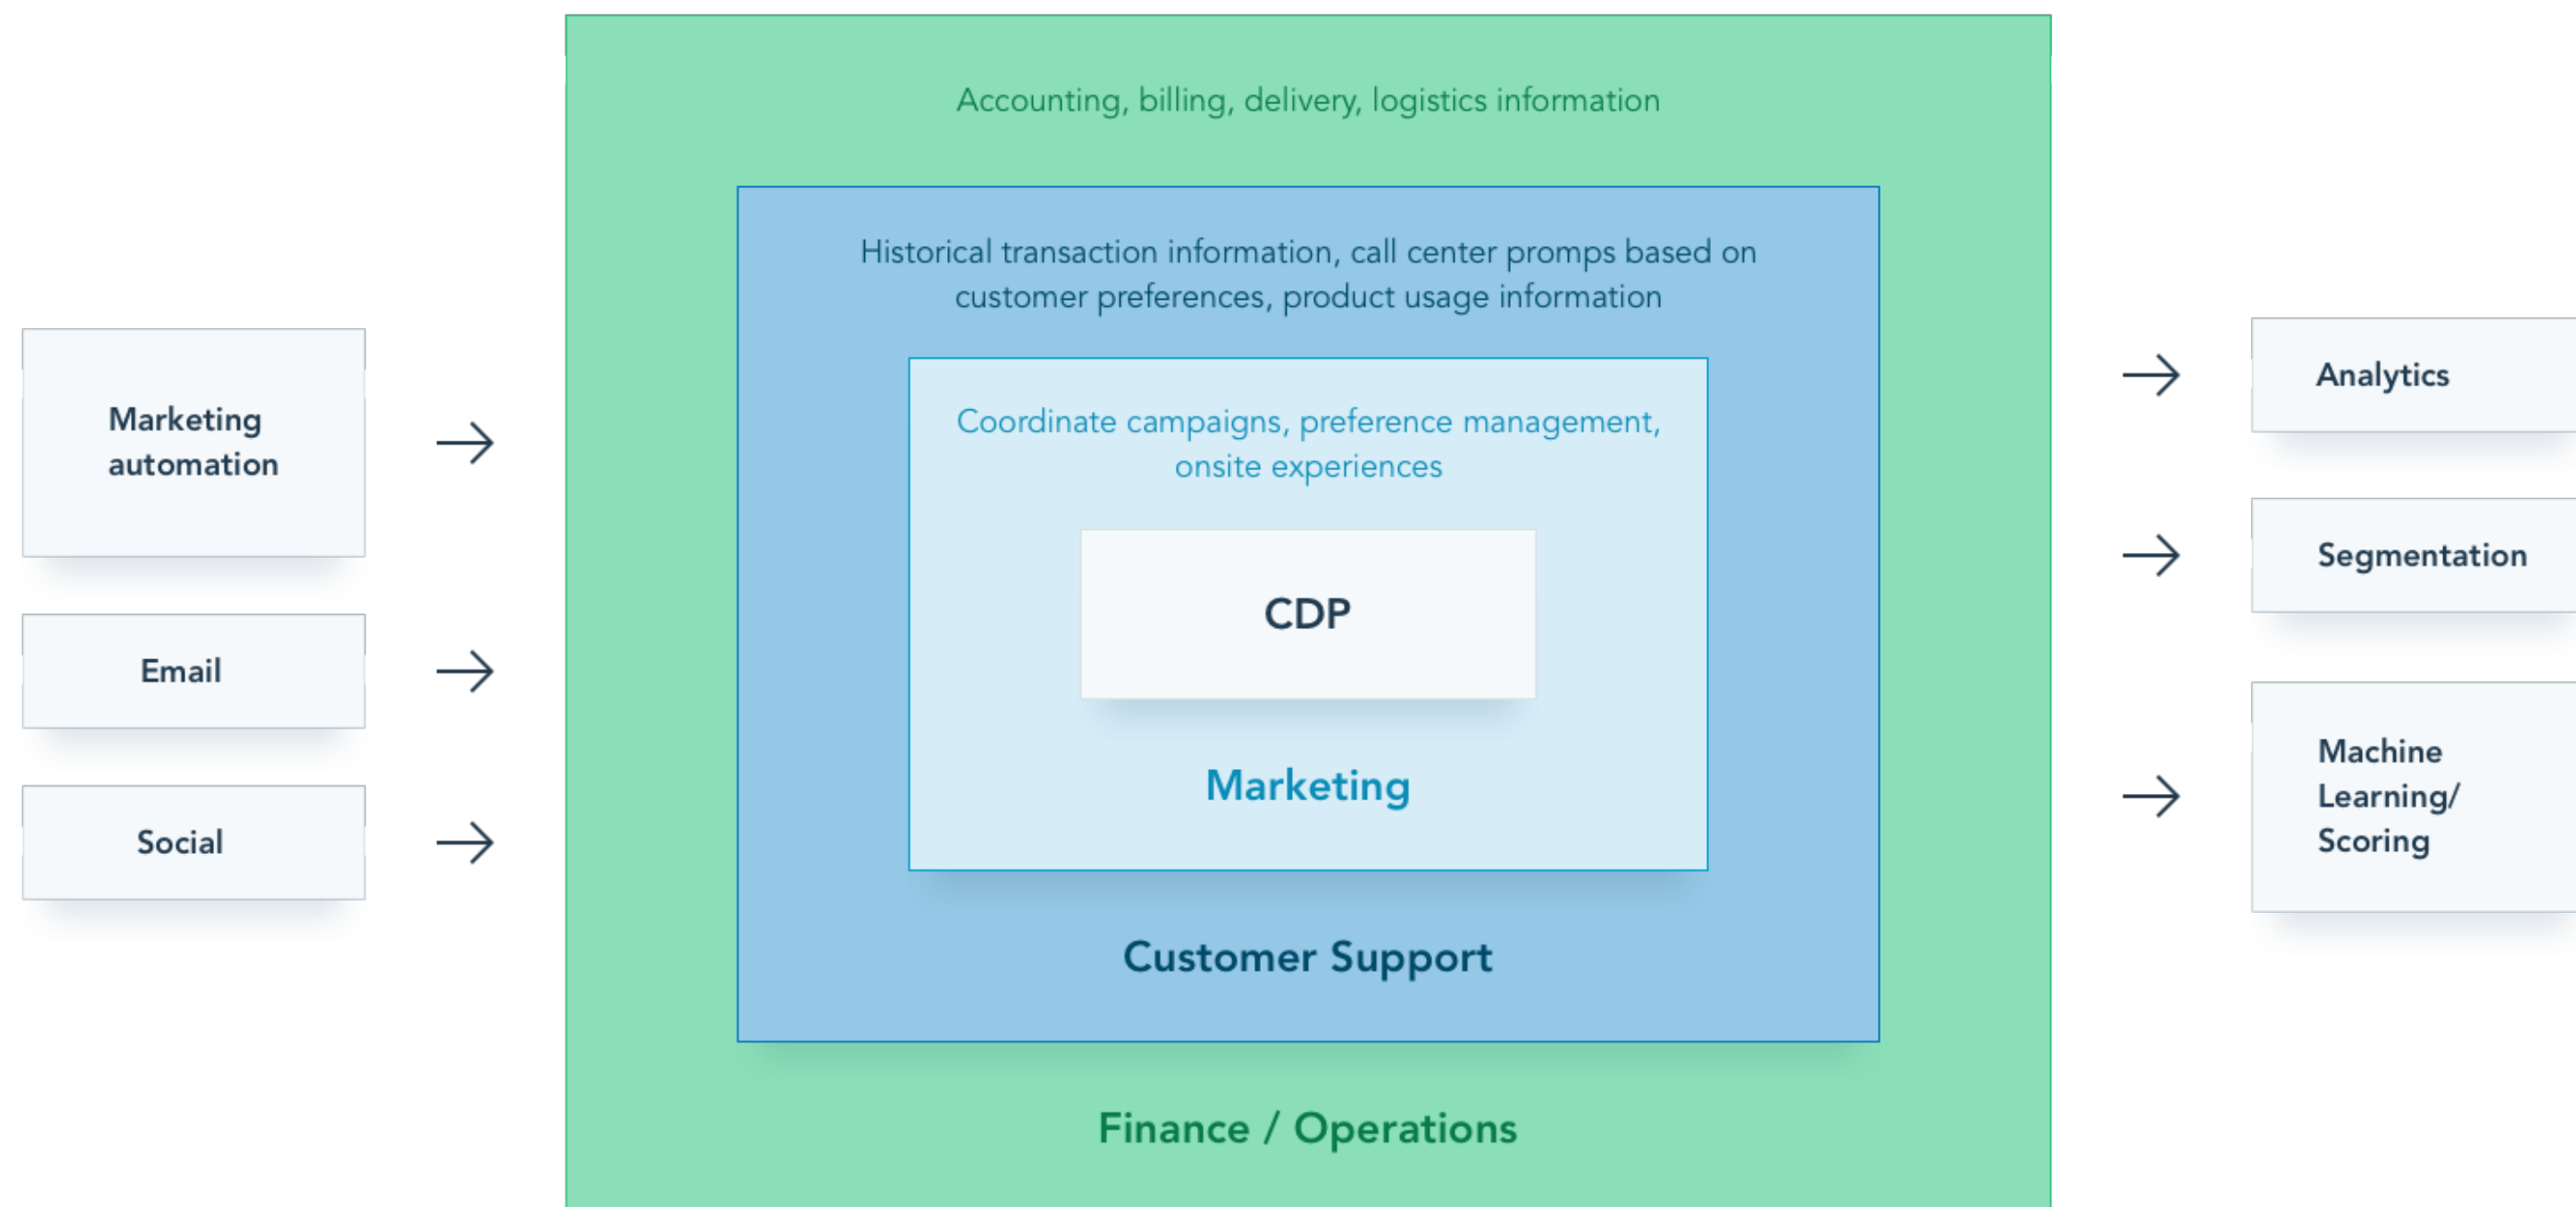 Marketing
automation
Email
Social
Accounting, billing, delivery, logistics information
Historical transaction information, call center promps based on
customer preferences, product usage information
Coordinate campaigns, preference management,
onsite experiences
CDP
Marketing
Customer Support
Finance / Operations
Analytics
Segmentation
Machine
Learning/
Scoring